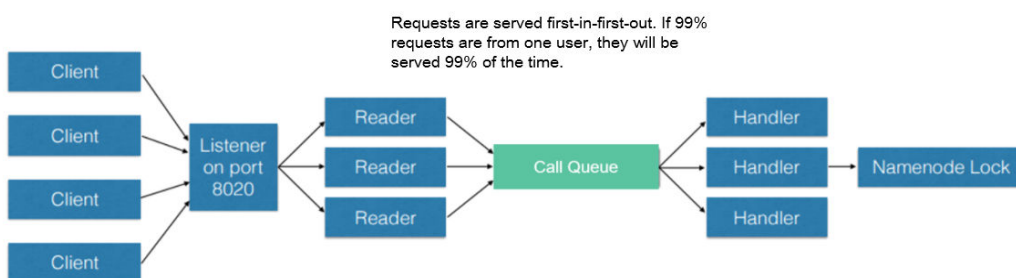 Requests are served first-in-first-out. If 99%
requests are from one user, they will be
served 99% of the time.
Client
Client
Client
Client
Listener
on port
8020
Reader
Reader
Reader
Call Queue
Handler
Handler
Handler
Namenode Lock